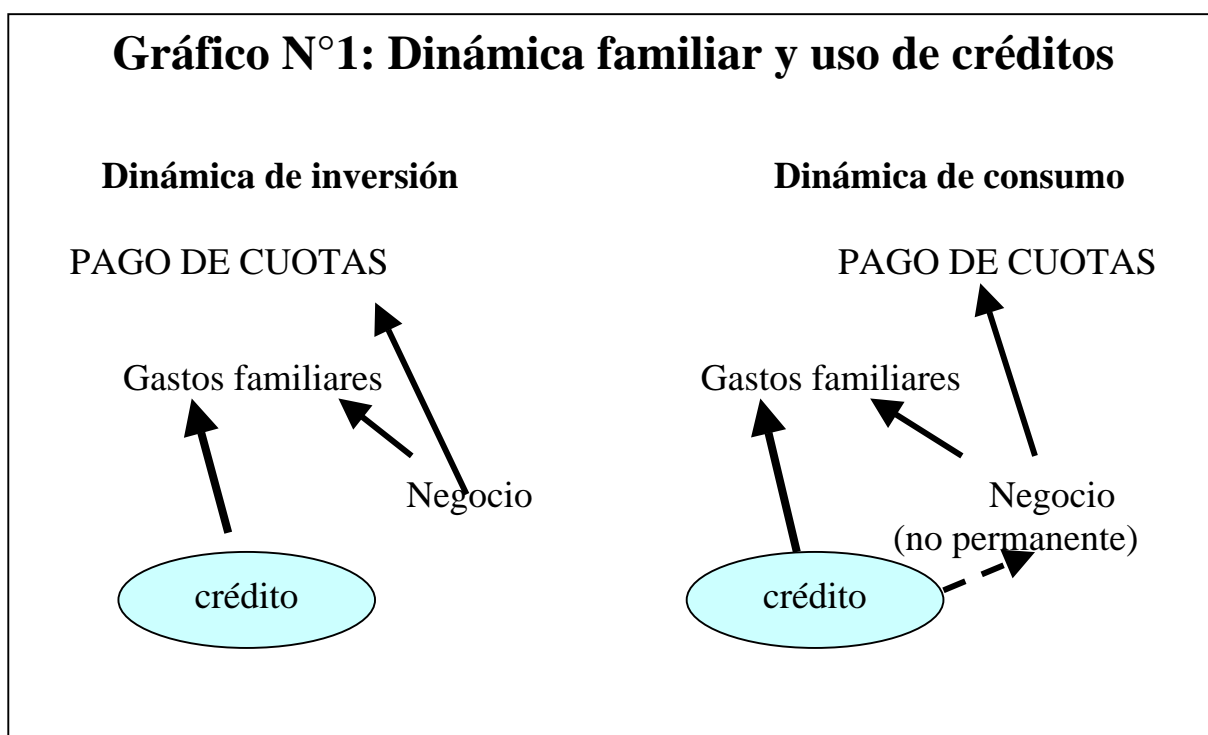 Gráfico N°1: Dinámica familiar y uso de créditos
Dinámica de inversión
PAGO DE CUOTAS
Gastos familiares
Negocio
crédito
Dinámica de consumo
PAGO DE CUOTAS
Gastos familiares
Negocio
(no permanente)
crédito